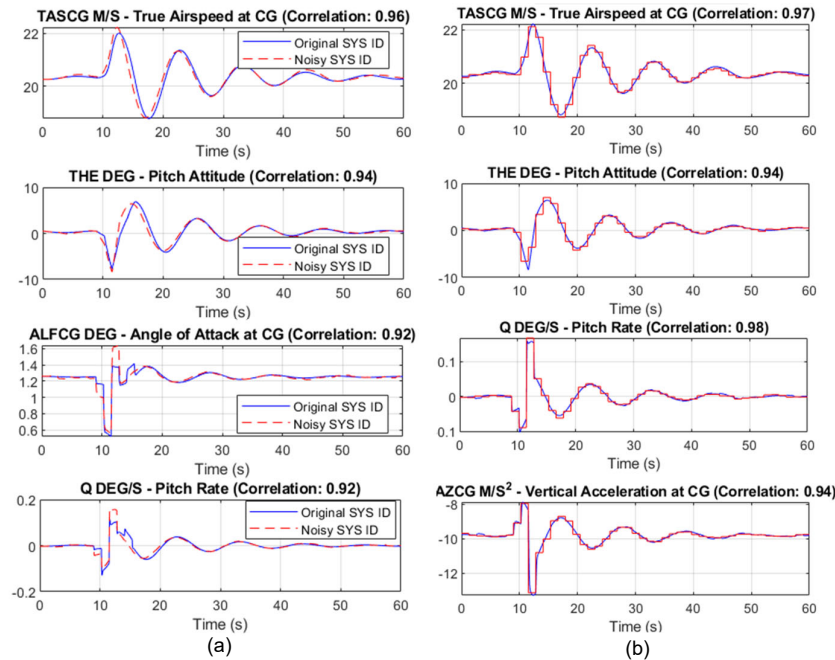 TASCG M/S - True Airspeed at CG (Correlation: 0.96)
22
20
Original SYS ID
Noisy SYS ID
0 10 20 30 40 50 60
Time (s)
THE DEG - Pitch Attitude (Correlation: 0.94)
10
0
-10
Original SYS ID
Noisy SYS ID
0 10 20 30 40 50 60
Time (s)
ALFCG DEG - Angle of Attack at CG (Correlation: 0.92)
1.6
1.4
1.2
1
0.8
0.6
Original SYS ID
Noisy SYS ID
0 10 20 30 40 50 60
Time (s)
Q DEG/S - Pitch Rate (Correlation: 0.92)
0.2
0
-0.2
Original SYS ID
Noisy SYS ID
0 10 20 30 40 50 60
Time (s)
(a)
TASCG M/S - True Airspeed at CG (Correlation: 0.97)
22
20
0 10 20 30 40 50 60
Time (s)
THE DEG - Pitch Attitude (Correlation: 0.94)
10
0
-10
0 10 20 30 40 50 60
Time (s)
Q DEG/S - Pitch Rate (Correlation: 0.98)
0.1
0
0.1
0 10 20 30 40 50 60
Time (s)
AZCG M/S² - Vertical Acceleration at CG (Correlation: 0.94)
-8
-10
-12
0 10 20 30 40 50 60
Time (s)
(b)